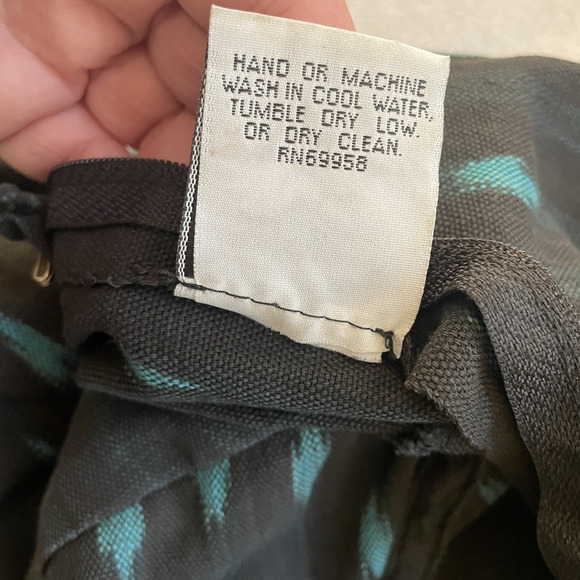 HAND OR MACHINE
WASH IN COOL WATER,
TUMBLE DRY LOW.
OR DRY CLEAN.
RN69958